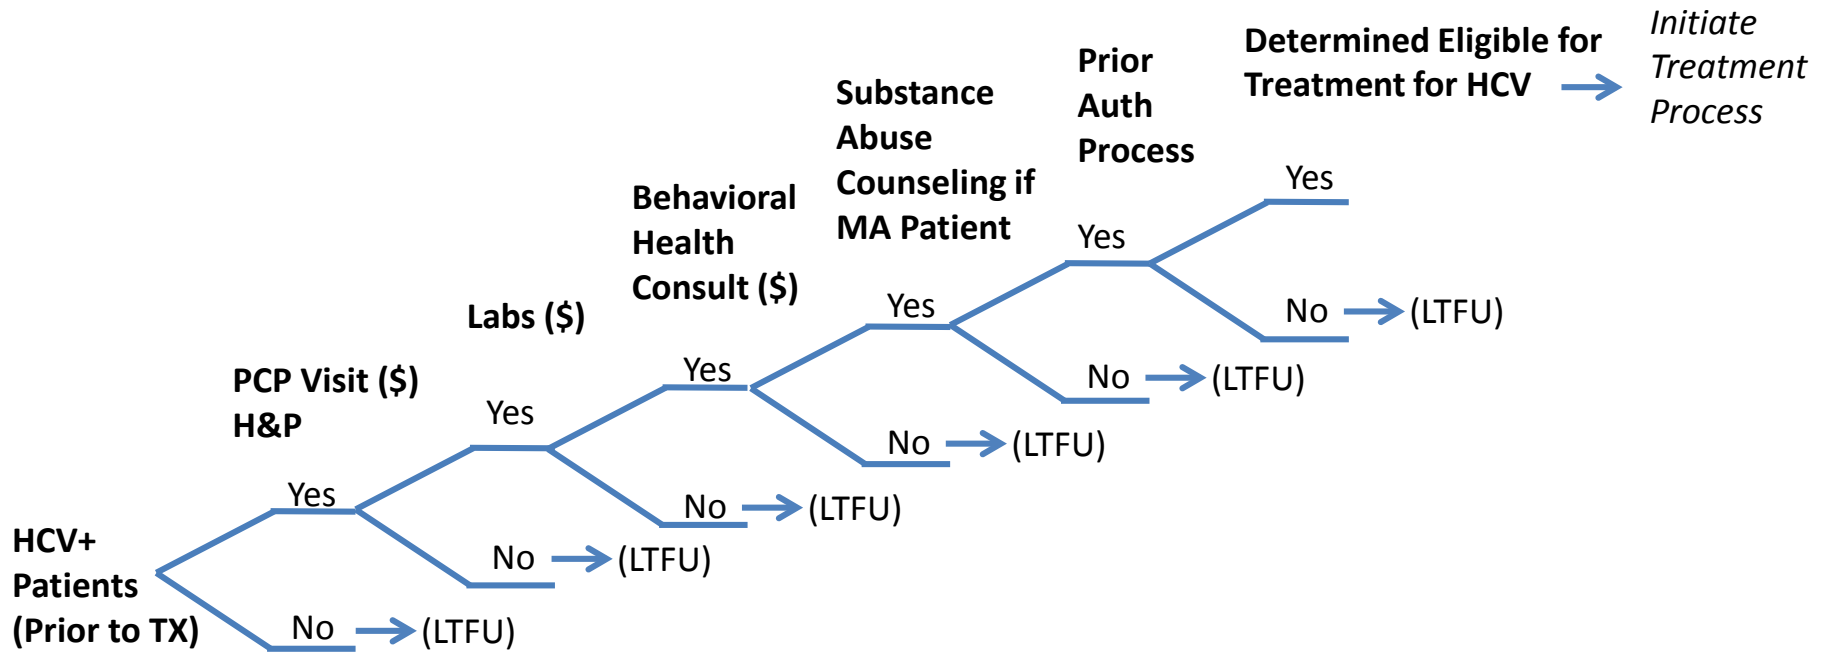 HCV+
Patients
(Prior to TX)
Yes
No
(LTFU)
PCP Visit ($)
H&P
Yes
No
(LTFU)
Labs ($)
Yes
No
(LTFU)
Behavioral
Health
Consult ($)
Yes
No
(LTFU)
Substance
Abuse
Counseling if
MA Patient
Yes
No
(LTFU)
Prior
Auth
Process
Yes
No
(LTFU)
Determined Eligible for
Treatment for HCV
Initiate
Treatment
Process